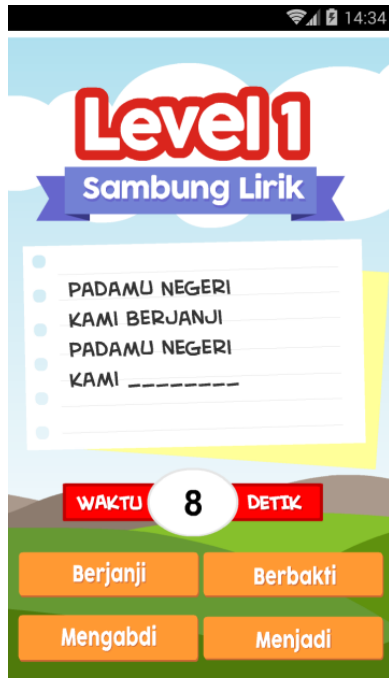 14:34
Level 1
Sambung Lirik
PADAMU NEGERI
KAMI BERJANJI
PADAMU NEGERI
KAMI ________
WAKTU 8 DETIK
Berjanji Berbakti
Mengabdi Menjadi